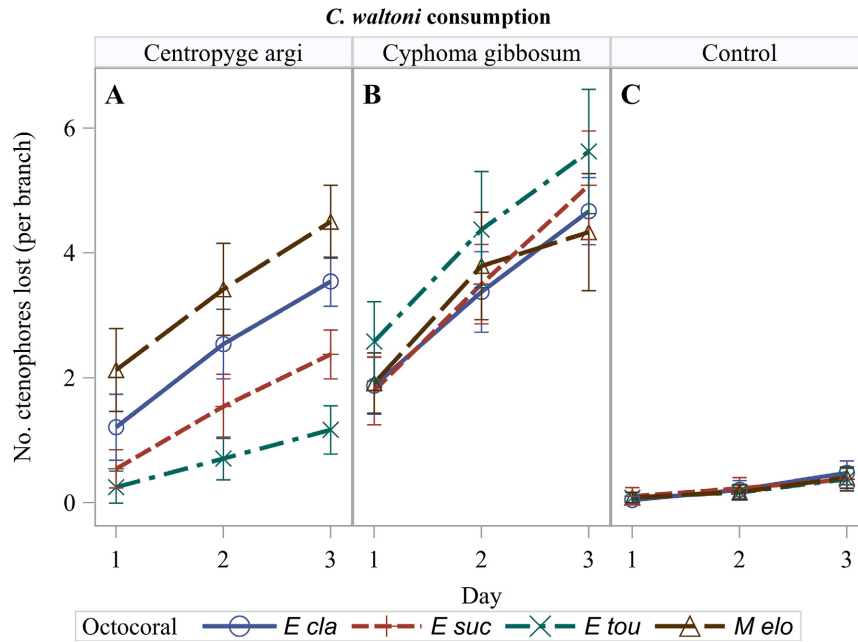 C. waltoni consumption
Centropyge argi Cyphoma gibbosum Control
A B C
No. ctenophores lost (per branch)
6
4
2
0
1 2 3 1 2 3 1 2 3
Day
Octocoral E cla E suc E tou M elo